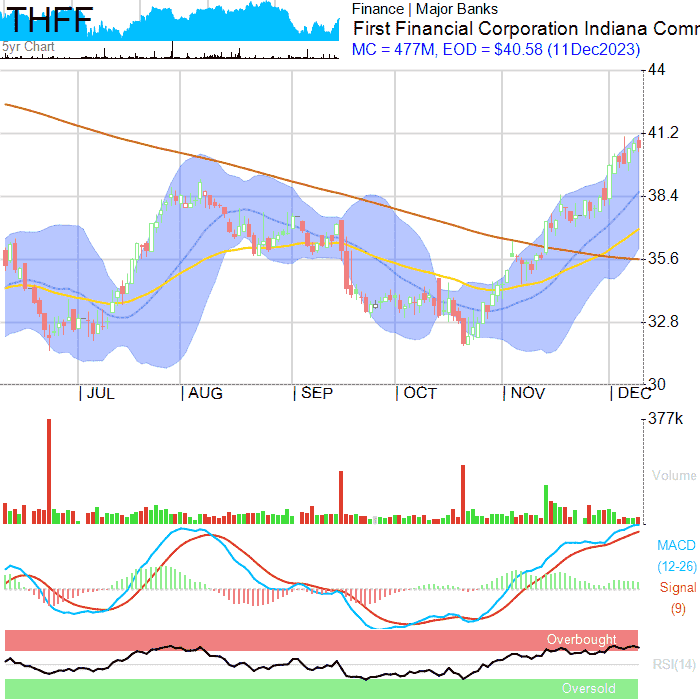 THFF
5yr Chart
Finance | Major Banks
First Financial Corporation Indiana Comm
MC = 477M, EOD = $40.58 (11Dec2023)
44
41.2
38.4
35.6
32.8
30
JUL AUG SEP OCT NOV DEC
377k
Volume
MACD
(12-26)
Signal
(9)
Overbought
RSI(14)
Oversold